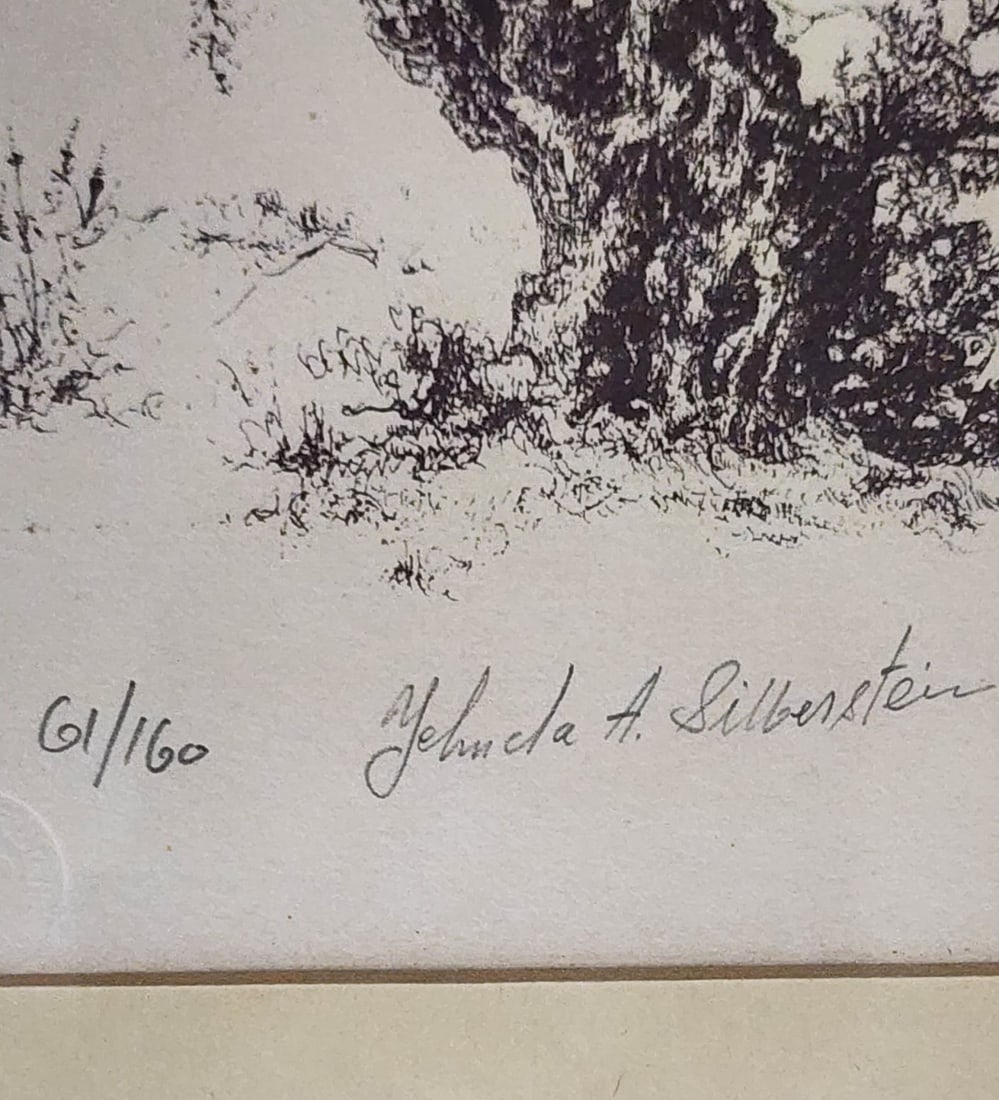 61/160 Yehuda A. Silberstein